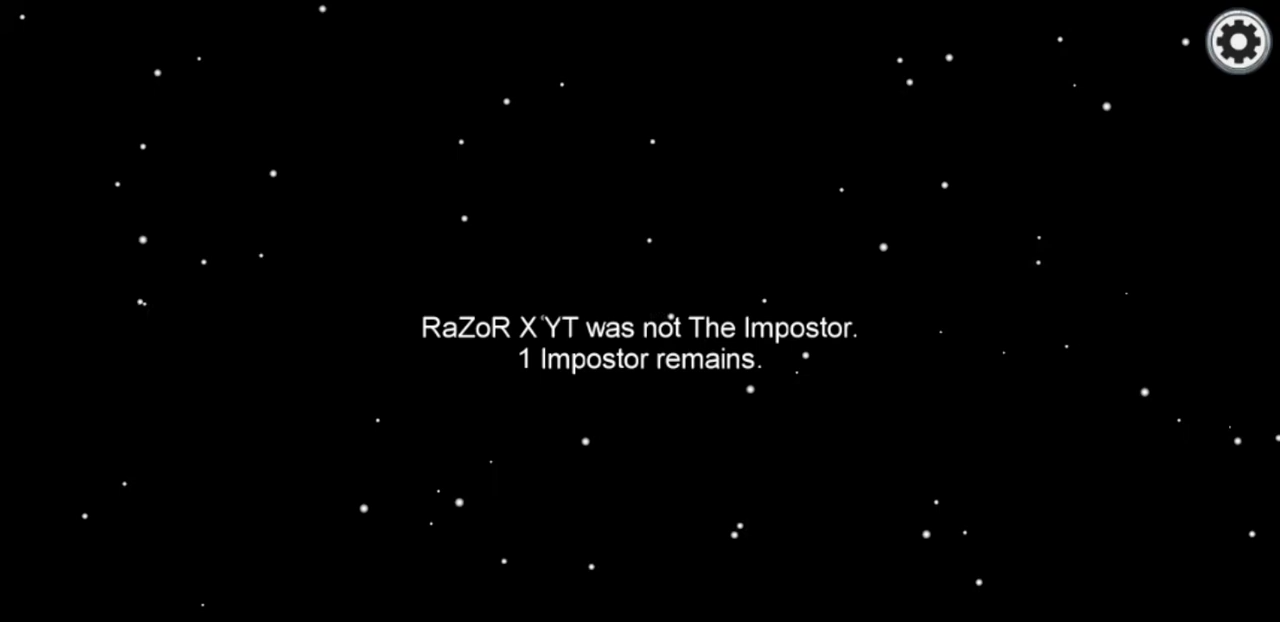 RaZoR X YT was not The Impostor.
1 Impostor remains.